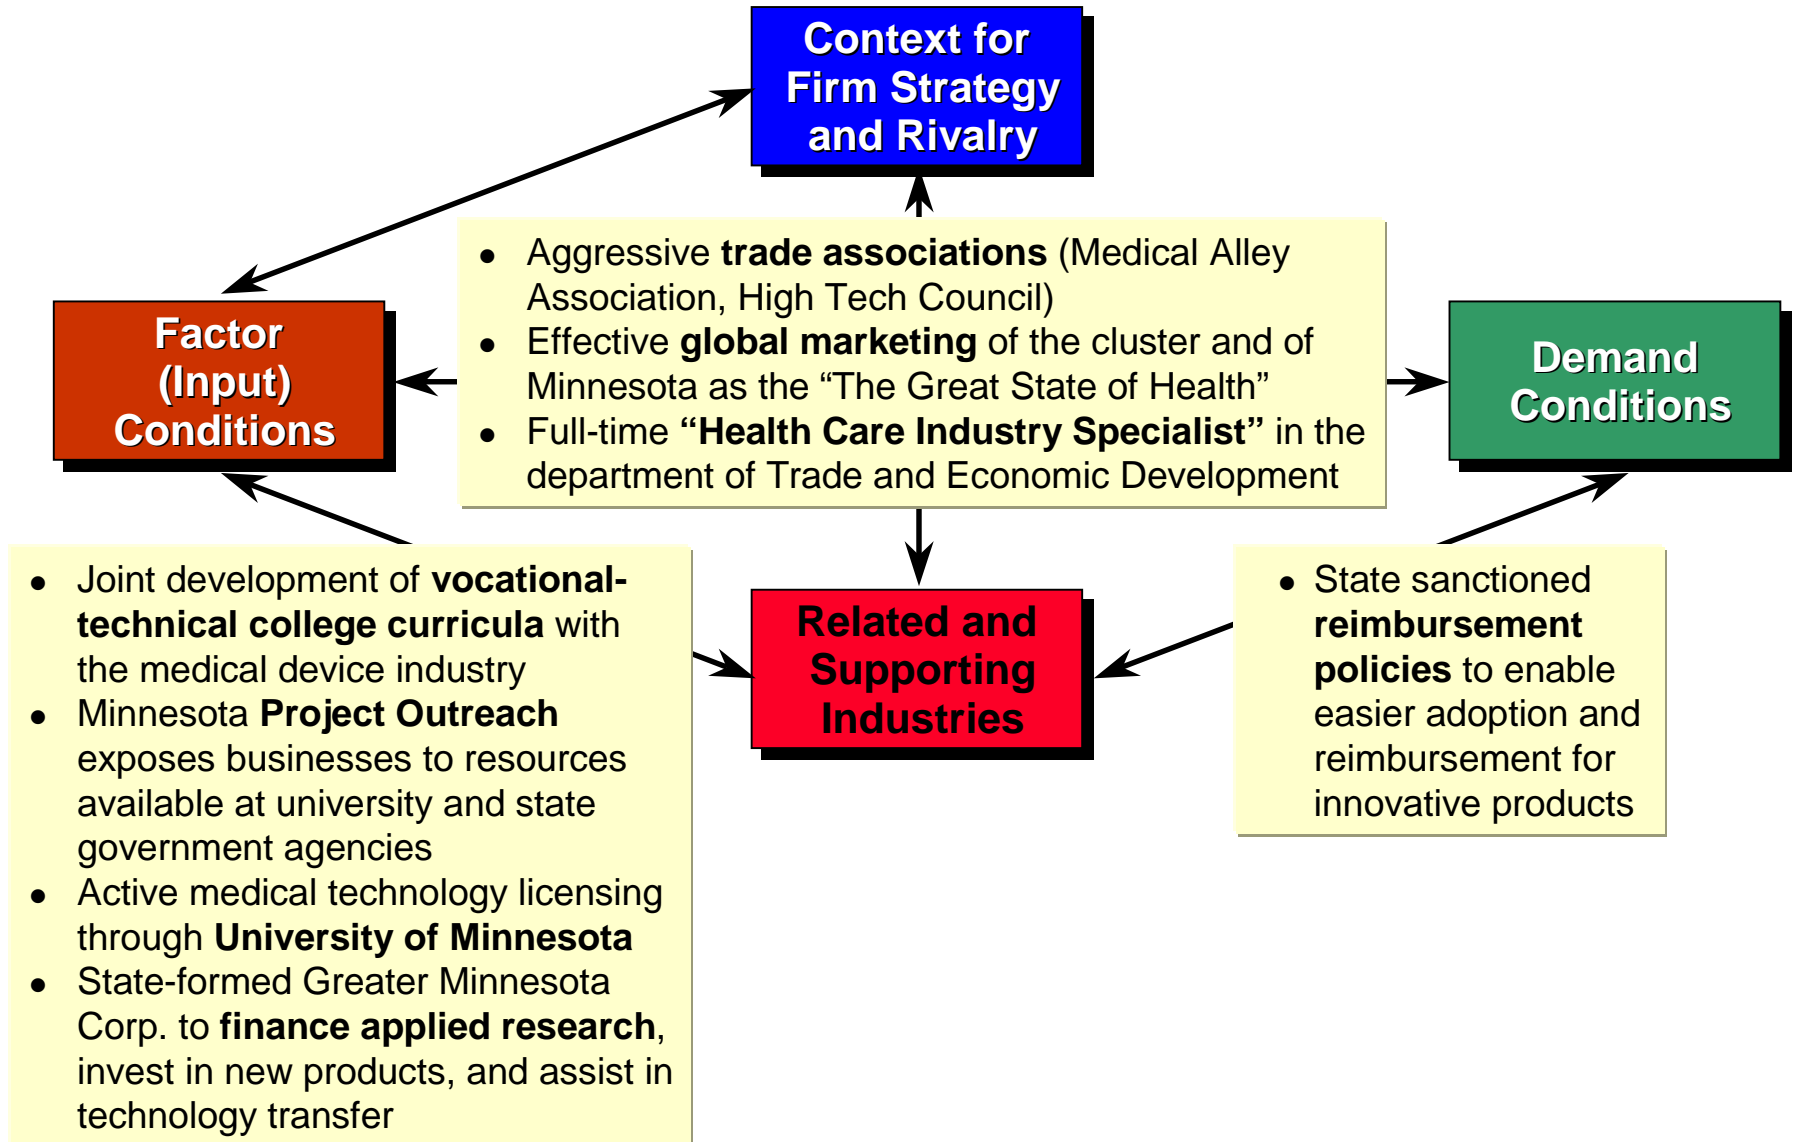 Context for
Firm Strategy
and Rivalry
● Aggressive trade associations (Medical Alley
Association, High Tech Council)
● Effective global marketing of the cluster and of
Minnesota as the “The Great State of Health”
● Full-time “Health Care Industry Specialist” in the
department of Trade and Economic Development
Factor
(Input)
Conditions
Demand
Conditions
● Joint development of vocational-
technical college curricula with
the medical device industry
● Minnesota Project Outreach
exposes businesses to resources
available at university and state
government agencies
● Active medical technology licensing
through University of Minnesota
● State-formed Greater Minnesota
Corp. to finance applied research,
invest in new products, and assist in
technology transfer
Related and
Supporting
Industries
● State sanctioned
reimbursement
policies to enable
easier adoption and
reimbursement for
innovative products